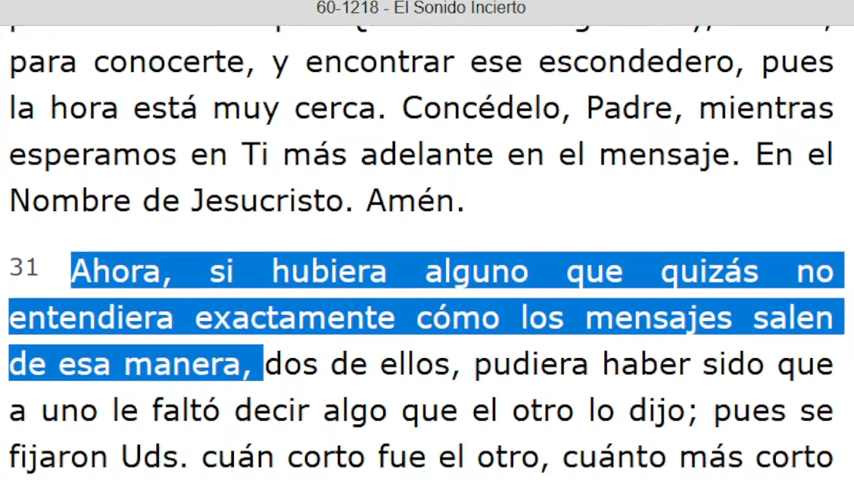 60-1218 - El Sonido Incierto
para conocerte, y encontrar ese escondedero, pues
la hora está muy cerca. Concédelo, Padre, mientras
esperamos en Ti más adelante en el mensaje. En el
Nombre de Jesucristo. Amén.
31 Ahora, si hubiera alguno que quizás no
entendiera exactamente cómo los mensajes salen
de esa manera, dos de ellos, pudiera haber sido que
a uno le faltó decir algo que el otro lo dijo; pues se
fijaron Uds. cuán corto fue el otro, cuánto más corto